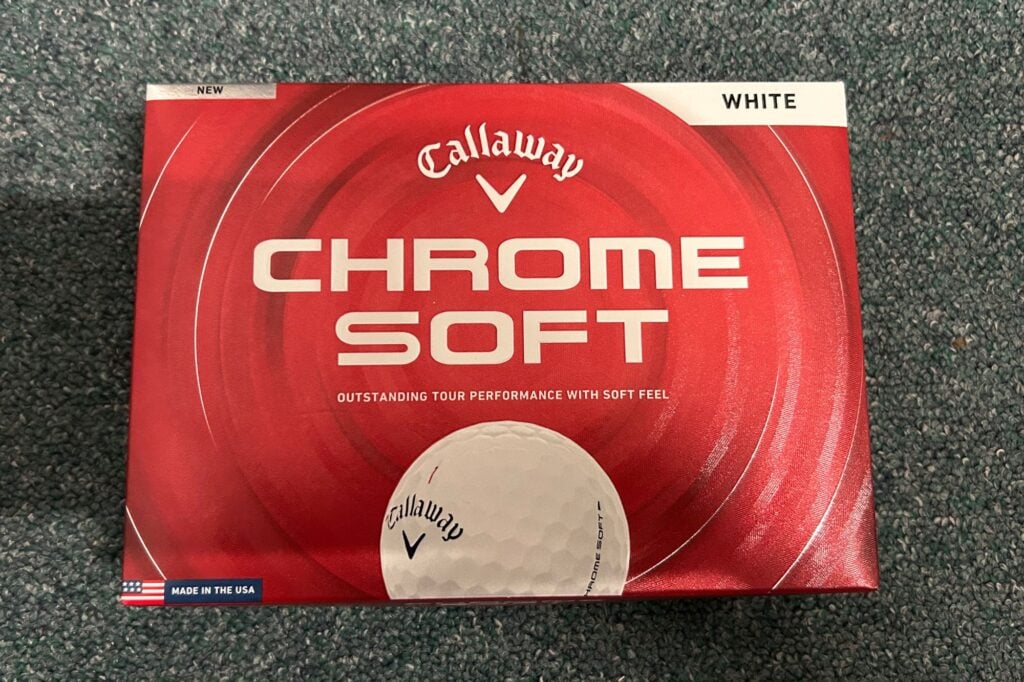 NEW
WHITE
Callaway
CHROME
SOFT
OUTSTANDING TOUR PERFORMANCE WITH SOFT FEEL
Callaway
CHROME SOFT
MADE IN THE USA